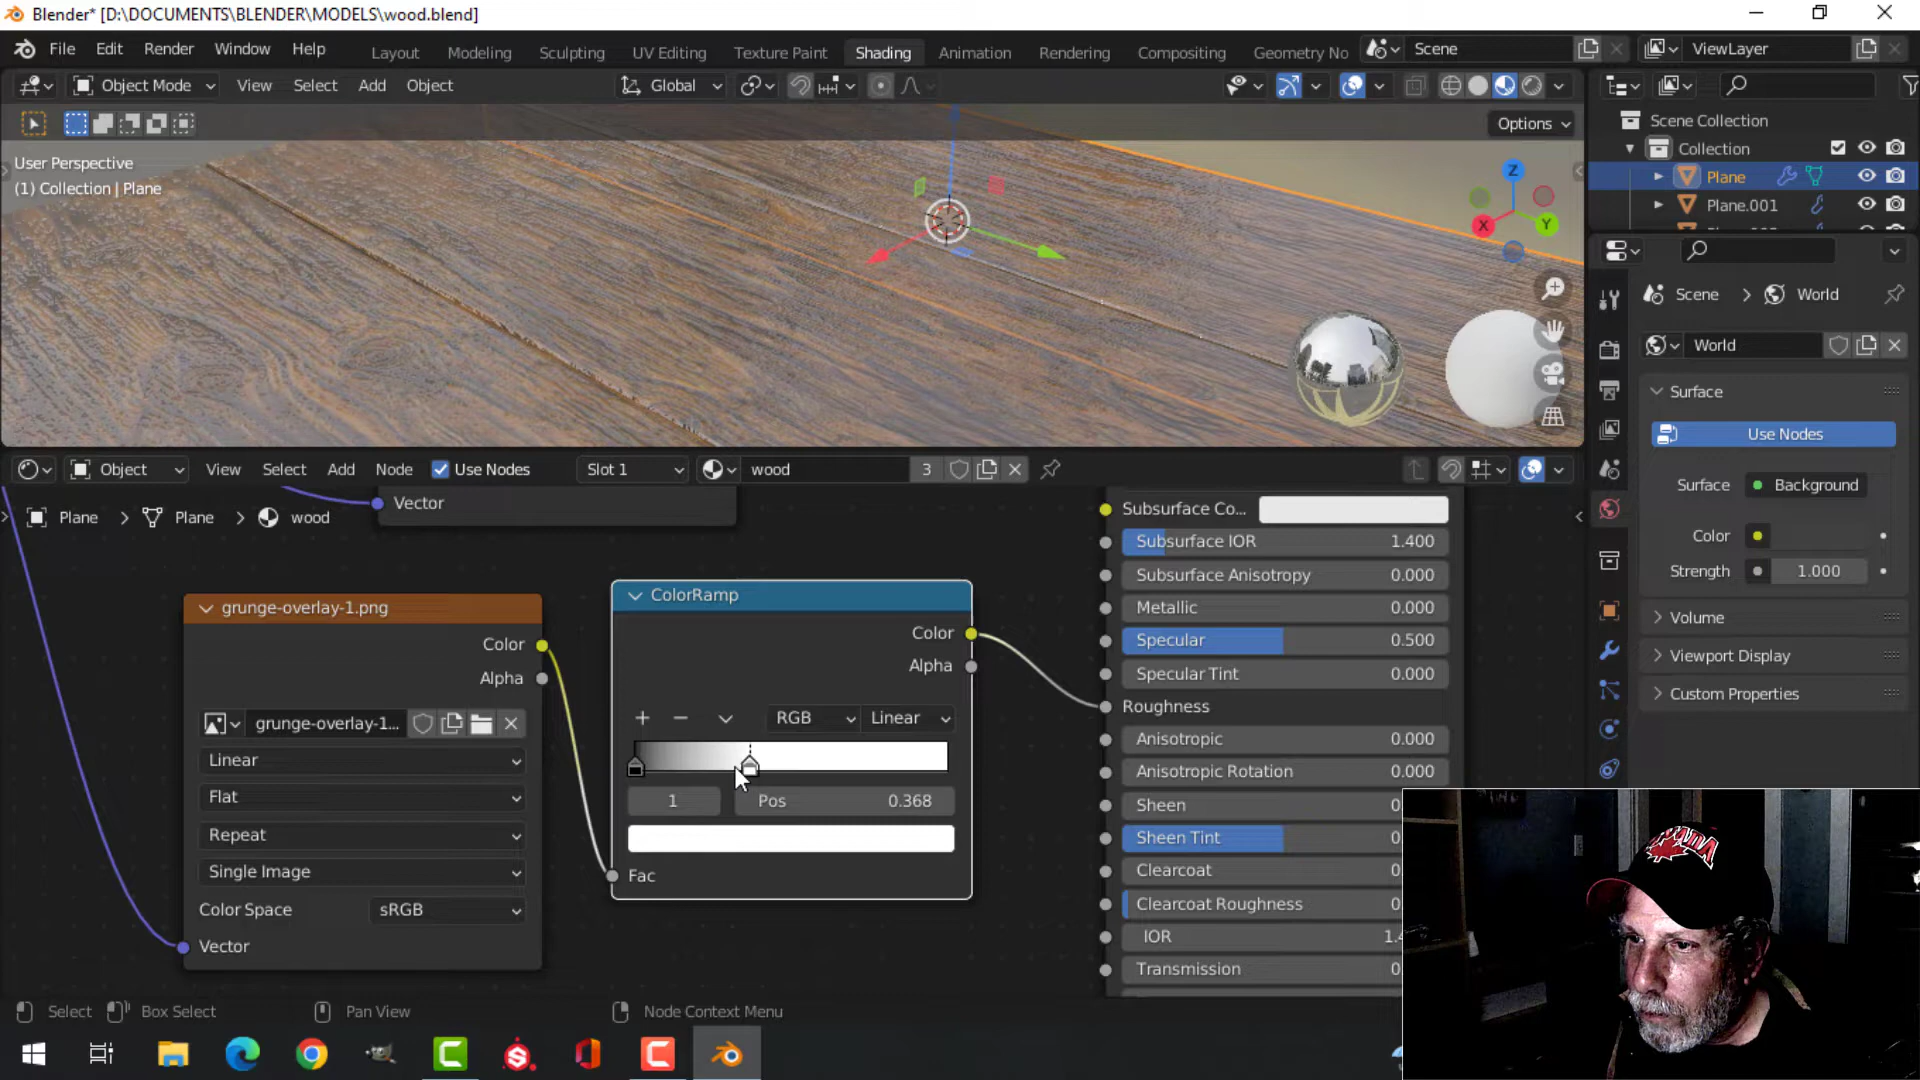 Blender* [D:\DOCUMENTS\BLENDER\MODELS\wood.blend]
File Edit Render Window Help Layout Modeling Sculpting UV Editing Texture Paint Shading Animation Rendering Compositing Geometry No Scene ViewLayer
Object Mode View Select Add Object Global
Options
User Perspective
(1) Collection | Plane
Z
X
Y
Scene Collection
Collection
Plane
Plane.001
Scene > World
World
Surface
Use Nodes
Surface Background
Color
Strength 1.000
Volume
Viewport Display
Custom Properties
Object View Select Add Node Use Nodes Slot 1 wood 3
Plane > Plane > wood
Vector
grunge-overlay-1.png
Color
Alpha
grunge-overlay-1...
Linear
Flat
Repeat
Single Image
Color Space sRGB
Vector
ColorRamp
Color
Alpha
RGB Linear
1 Pos 0.368
Fac
Subsurface Co...
Subsurface IOR 1.400
Subsurface Anisotropy 0.000
Metallic 0.000
Specular 0.500
Specular Tint 0.000
Roughness
Anisotropic 0.000
Anisotropic Rotation 0.000
Sheen 0.
Sheen Tint 0.
Clearcoat 0.
Clearcoat Roughness 0.
IOR 1.4
Transmission 0.
Select Box Select Pan View Node Context Menu